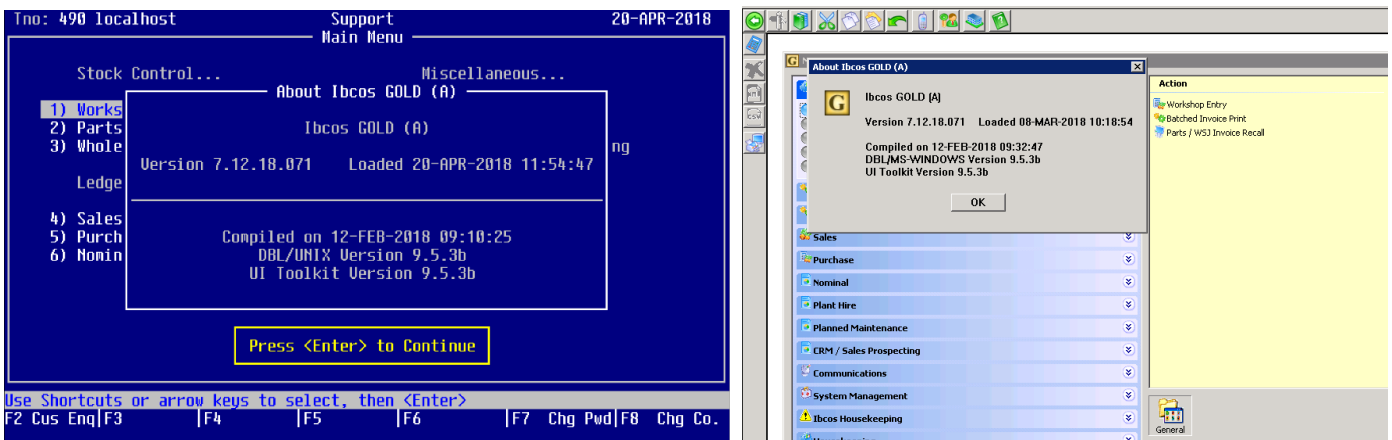 Tno: 490 localhost Support 20-APR-2018
Main Menu
Stock Control... Miscellaneous...
About Ibcos GOLD (A)
1) Works
2) Parts
3) Whole
Ibcos GOLD (A)
ng
Version 7.12.18.071 Loaded 20-APR-2018 11:54:47
Ledge
4) Sales
5) Purch
6) Nomin
Compiled on 12-FEB-2018 09:10:25
DBL/UNIX Version 9.5.3b
UI Toolkit Version 9.5.3b
Press <Enter> to Continue
Use Shortcuts or arrow keys to select, then <Enter>
F2 Cus Enq|F3 |F4 |F5 |F6 |F7 Chg Pwd|F8 Chg Co.
About Ibcos GOLD (A)
Ibcos GOLD (A)
Version 7.12.18.071 Loaded 08-MAR-2018 10:18:54
Compiled on 12-FEB-2018 09:32:47
DBL/MS-WINDOWS Version 9.5.3b
UI Toolkit Version 9.5.3b
OK
Sales
Purchase
Nominal
Plant Hire
Planned Maintenance
CRM / Sales Prospecting
Communications
System Management
Ibcos Housekeeping
Action
Workshop Entry
Batched Invoice Print
Parts / WSJ Invoice Recall
General